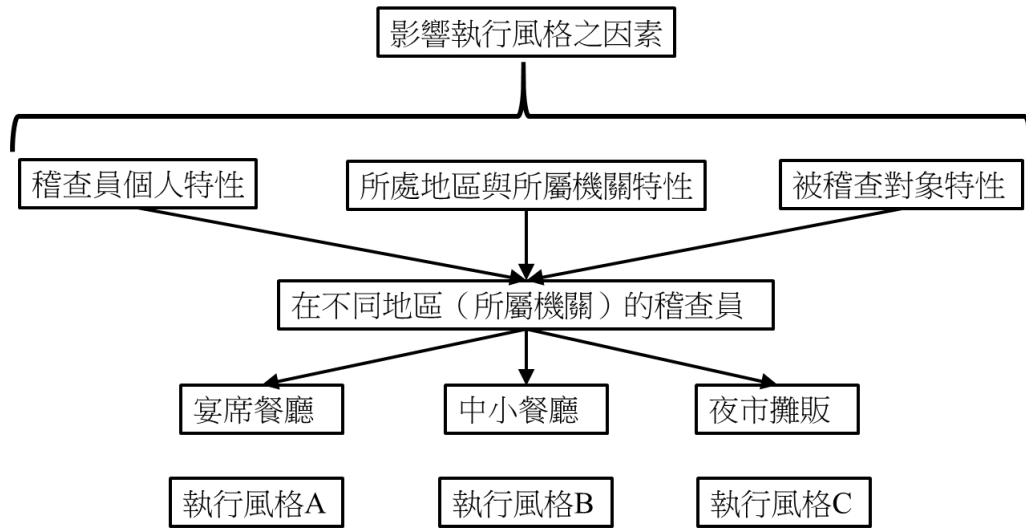 影響執行風格之因素
稽查員個人特性
所處地區與所屬機關特性
被稽查對象特性
在不同地區（所屬機關）的稽查員
宴席餐廳
中小餐廳
夜市攤販
執行風格A
執行風格B
執行風格C